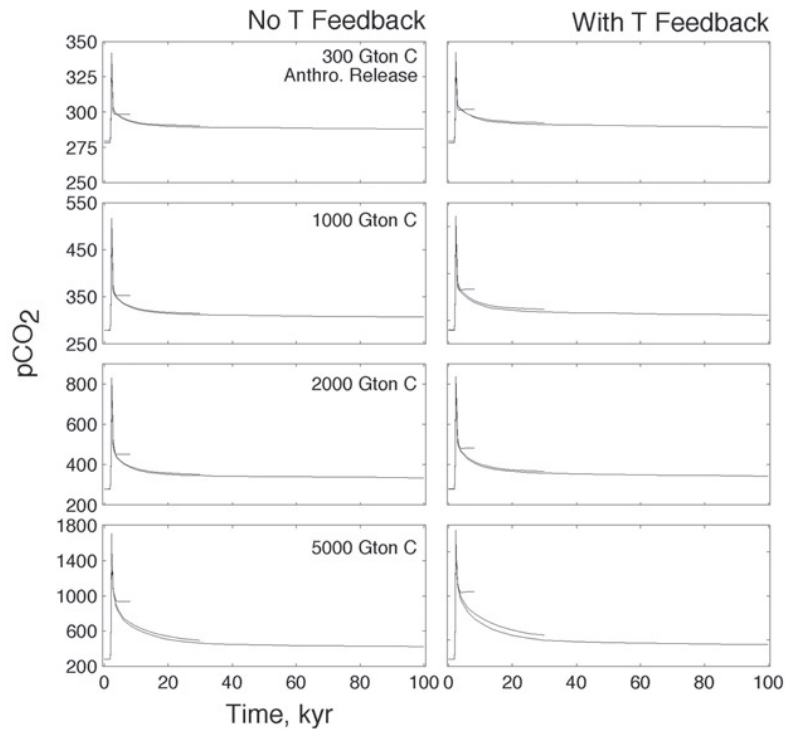 No T Feedback
With T Feedback
350
325
300
275
250
300 Gton C
Anthro. Release
550
450
350
250
1000 Gton C
800
600
400
200
2000 Gton C
1800
1400
1000
600
200
5000 Gton C
pCO2
0 20 40 60 80 100
0 20 40 60 80 100
Time, kyr